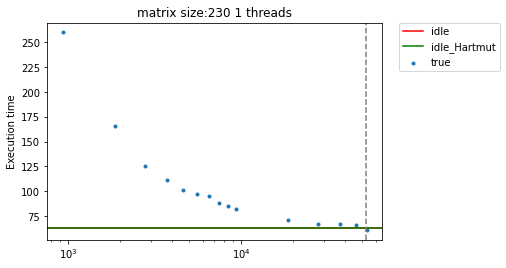 matrix size:230 1 threads
Execution time
250
225
200
175
150
125
100
75
10³
10⁴
idle
idle_Hartmut
true